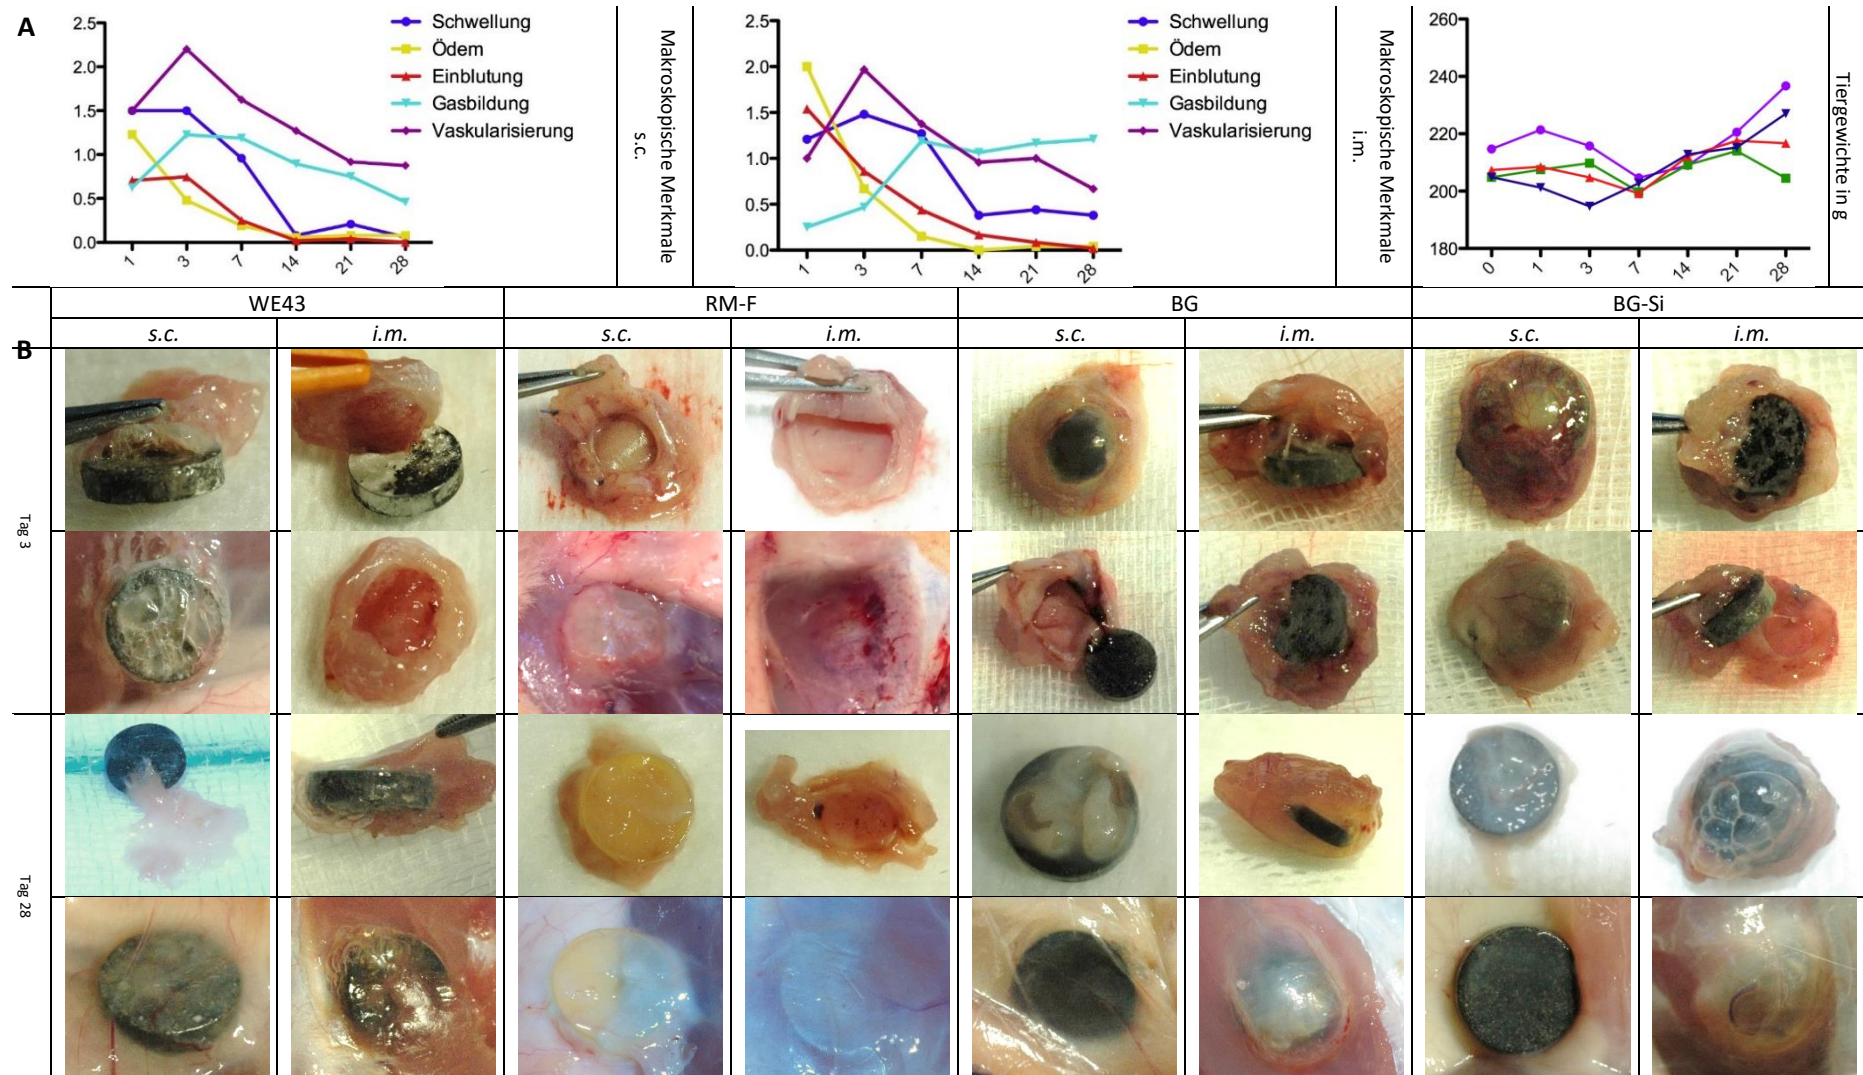 A
2.5
2.0
1.5
1.0
0.5
0.0
1
3
7
14
21
28
Schwellung
Ödem
Einblutung
Gasbildung
Vaskularisierung
Makroskopische Merkmale
s.c.
2.5
2.0
1.5
1.0
0.5
0.0
1
3
7
14
21
28
Schwellung
Ödem
Einblutung
Gasbildung
Vaskularisierung
Makroskopische Merkmale
i.m.
260
240
220
200
180
0
1
3
7
14
21
28
Tiergewichte in g
WE43
RM-F
BG
BG-Si
s.c.
i.m.
s.c.
i.m.
s.c.
i.m.
s.c.
i.m.
B
Tag 3
Tag 28